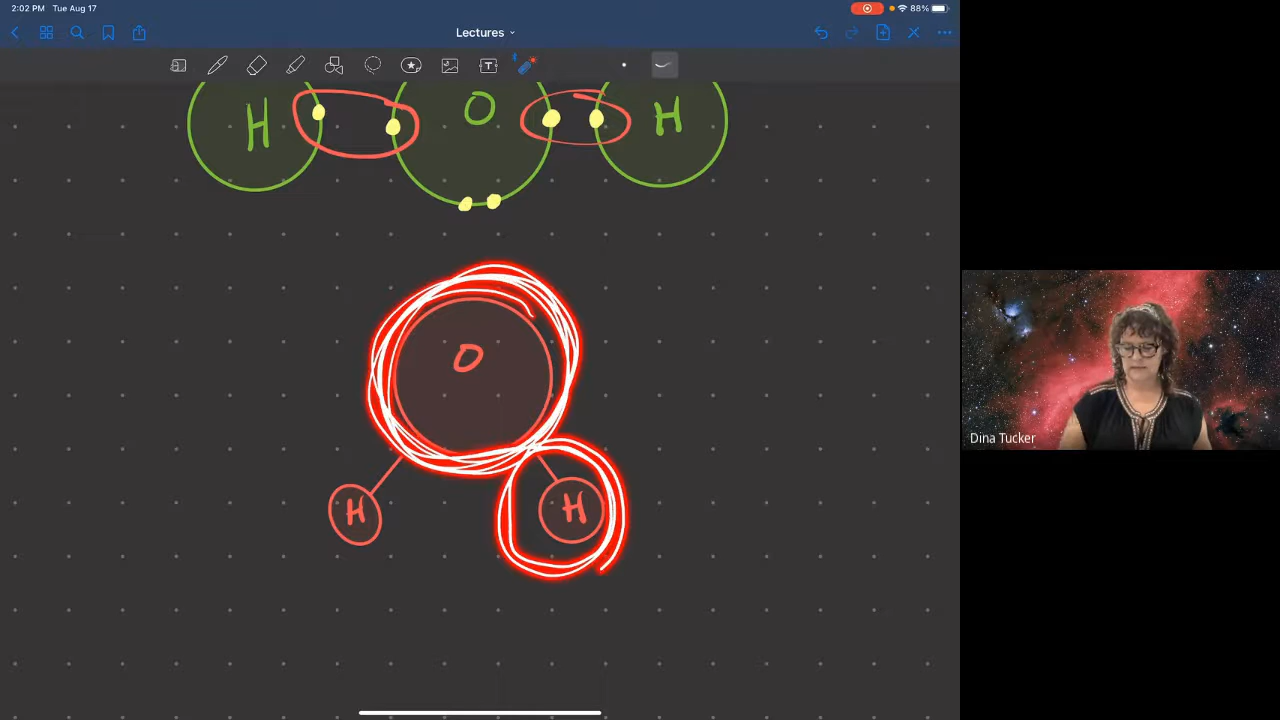 2:02 PM Tue Aug 17
88%
Lectures
T
H O H
O
H H
Dina Tucker